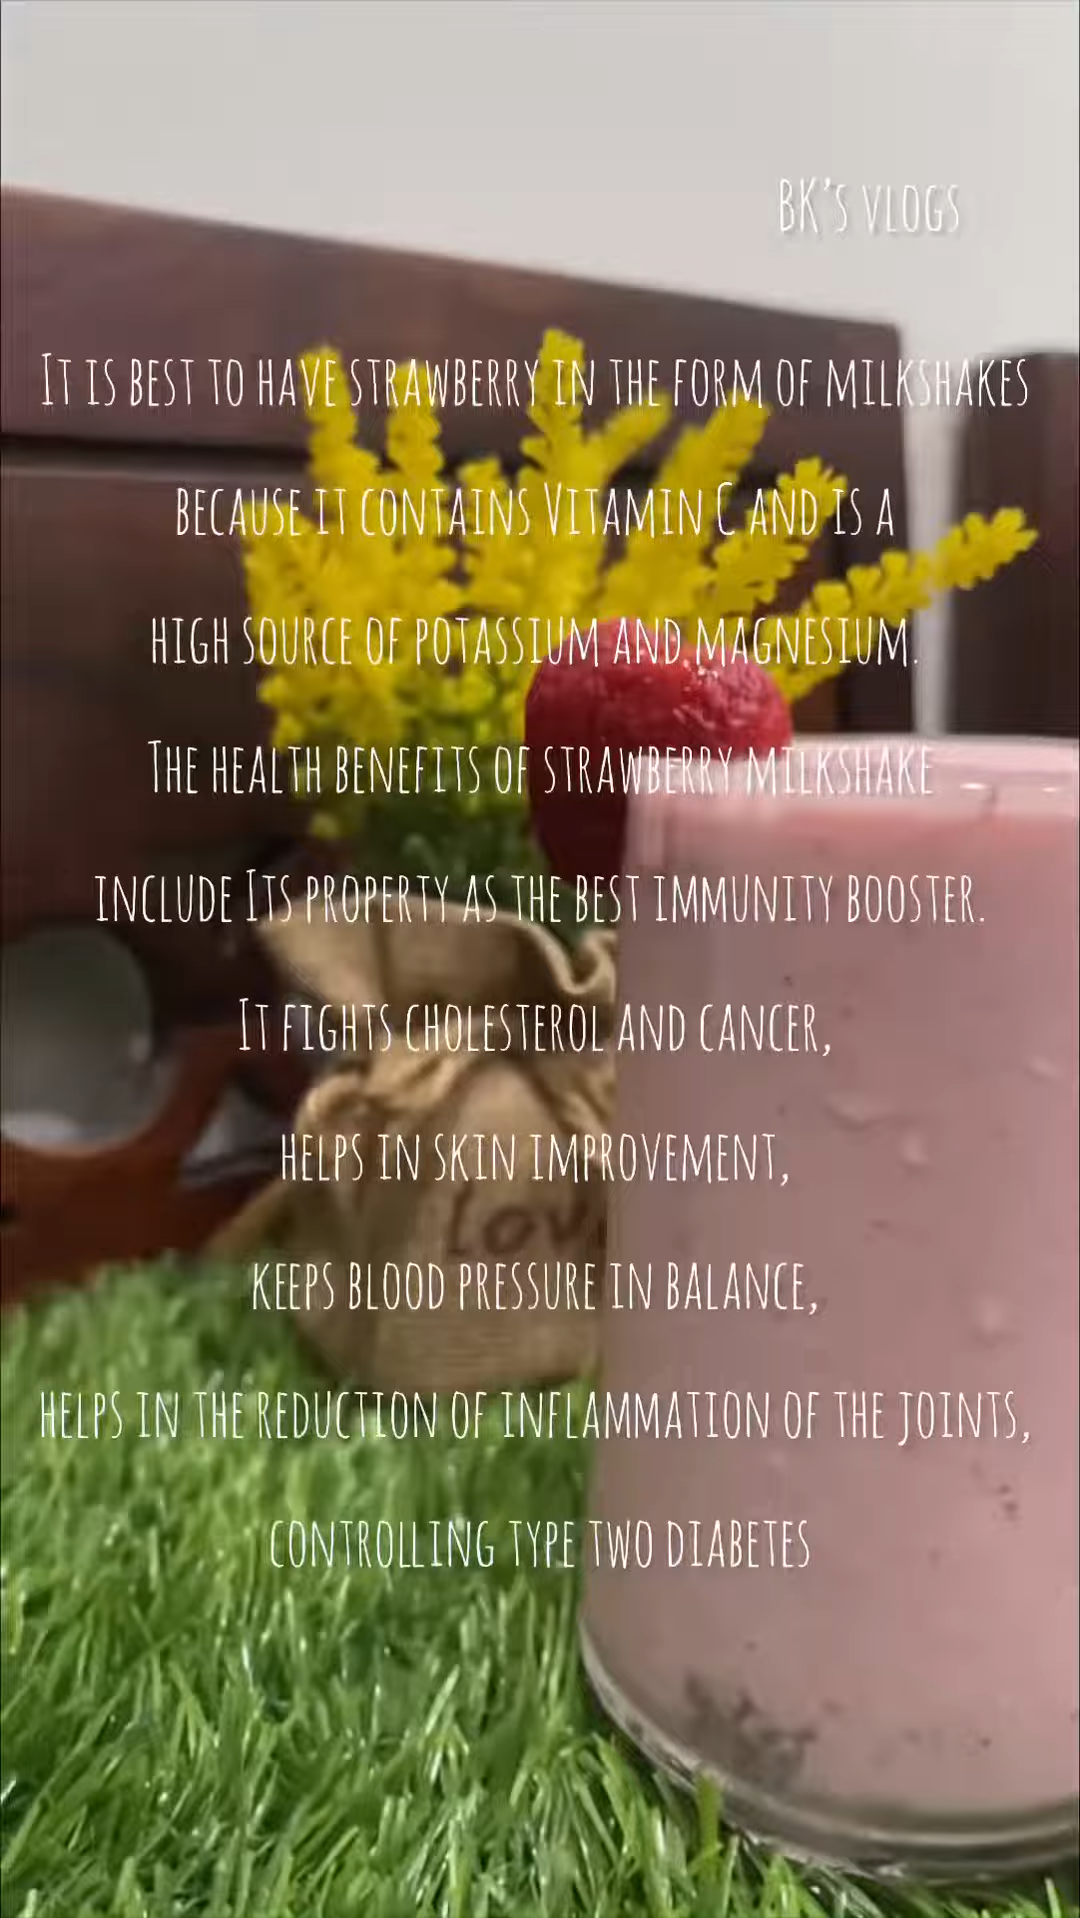 BK's vlogs
It is best to have strawberry in the form of milkshakes
because it contains Vitamin C and is a
high source of potassium and magnesium.
The health benefits of strawberry milkshake
include Its property as the best immunity booster.
It fights cholesterol and cancer,
helps in skin improvement,
Lov
keeps blood pressure in balance,
helps in the reduction of inflammation of the joints,
controlling type two diabetes